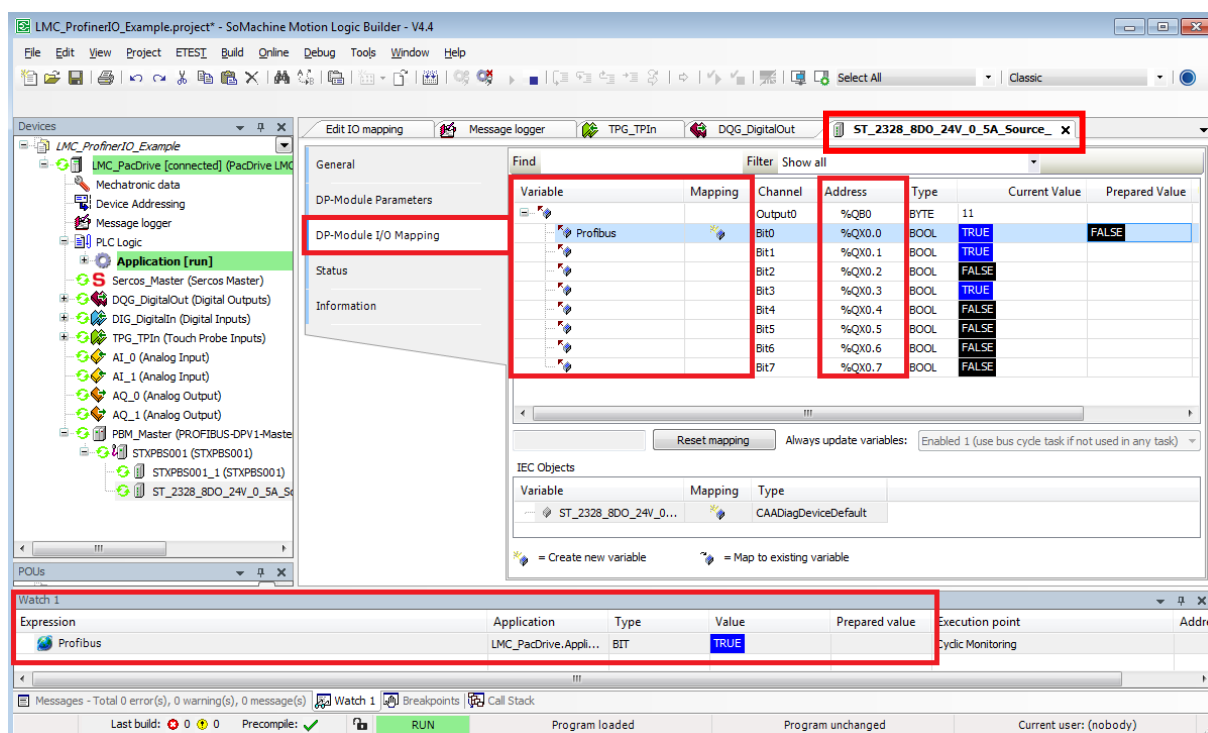 LMC_ProfinerIO_Example.project* - SoMachine Motion Logic Builder - V4.4
File Edit View Project ETEST Build Online Debug Tools Window Help
Select All Classic
Devices
LMC_ProfinerIO_Example
LMC_PacDrive [connected] (PacDrive LMC
Mechatronic data
Device Addressing
Message logger
PLC Logic
Application [run]
Sercos_Master (Sercos Master)
DQG_DigitalOut (Digital Outputs)
DIG_DigitalIn (Digital Inputs)
TPG_TPIn (Touch Probe Inputs)
AI_0 (Analog Input)
AI_1 (Analog Input)
AQ_0 (Analog Output)
AQ_1 (Analog Output)
PBM_Master (PROFIBUS-DPV1-Maste
STXPBS001 (STXPBS001)
STXPBS001_1 (STXPBS001)
ST_2328_8DO_24V_0_5A_So
POUs
Edit IO mapping Message logger TPG_TPIn DQG_DigitalOut ST_2328_8DO_24V_0_5A_Source_ x
General
DP-Module Parameters
DP-Module I/O Mapping
Status
Information
Find Filter Show all
Variable Mapping Channel Address Type Current Value Prepared Value
Output0 %QB0 BYTE 11
Profibus Bit0 %QX0.0 BOOL TRUE FALSE
Bit1 %QX0.1 BOOL TRUE
Bit2 %QX0.2 BOOL FALSE
Bit3 %QX0.3 BOOL TRUE
Bit4 %QX0.4 BOOL FALSE
Bit5 %QX0.5 BOOL FALSE
Bit6 %QX0.6 BOOL FALSE
Bit7 %QX0.7 BOOL FALSE
Reset mapping Always update variables: Enabled 1 (use bus cycle task if not used in any task)
IEC Objects
Variable Mapping Type
ST_2328_8DO_24V_0... CAADiagDeviceDefault
= Create new variable = Map to existing variable
Watch 1
Expression Application Type Value Prepared value Execution point Addre
Profibus LMC_PacDrive.Appli... BIT TRUE Cyclic Monitoring
Messages - Total 0 error(s), 0 warning(s), 0 message(s) Watch 1 Breakpoints Call Stack
Last build: 0 0 Precompile: RUN Program loaded Program unchanged Current user: (nobody)